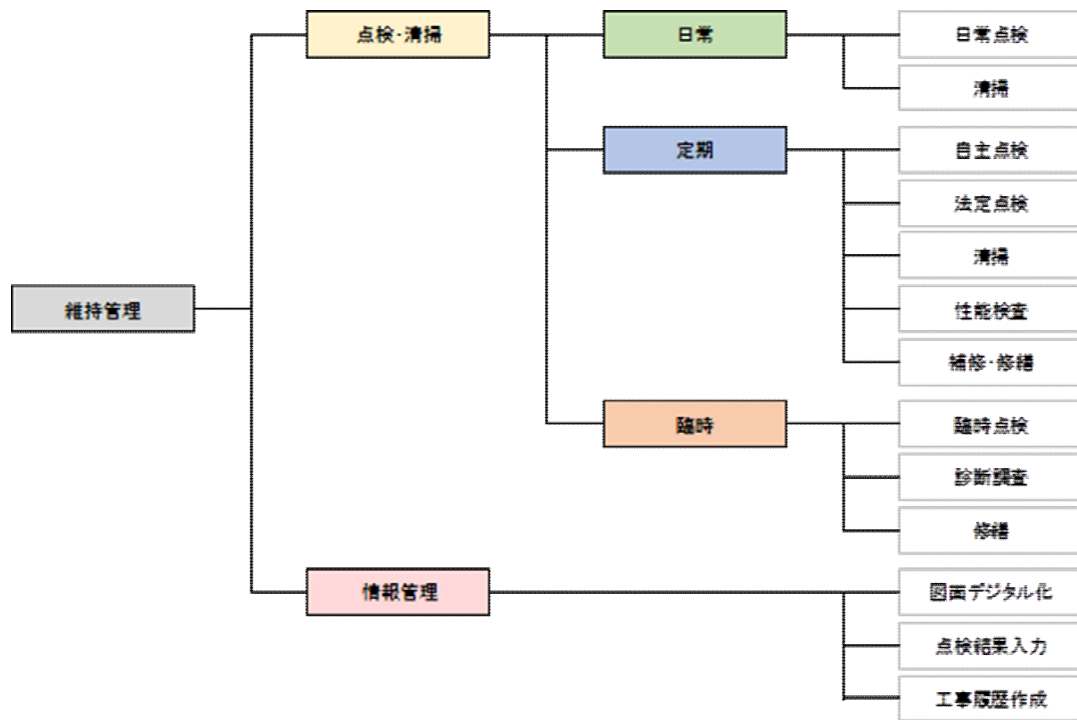 点検・清掃
日常
日常点検
清掃
定期
自主点検
法定点検
清掃
性能検査
補修・修繕
維持管理
臨時
臨時点検
診断調査
修繕
情報管理
図面デジタル化
点検結果入力
工事履歴作成